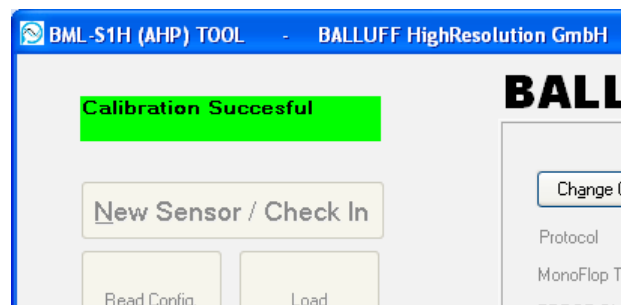 BML-S1H (AHP) TOOL - BALLUFF HighResolution GmbH
Calibration Succesful
BALL
New Sensor / Check In
Change
Protocol
MonoFlop T
Read Config
Load